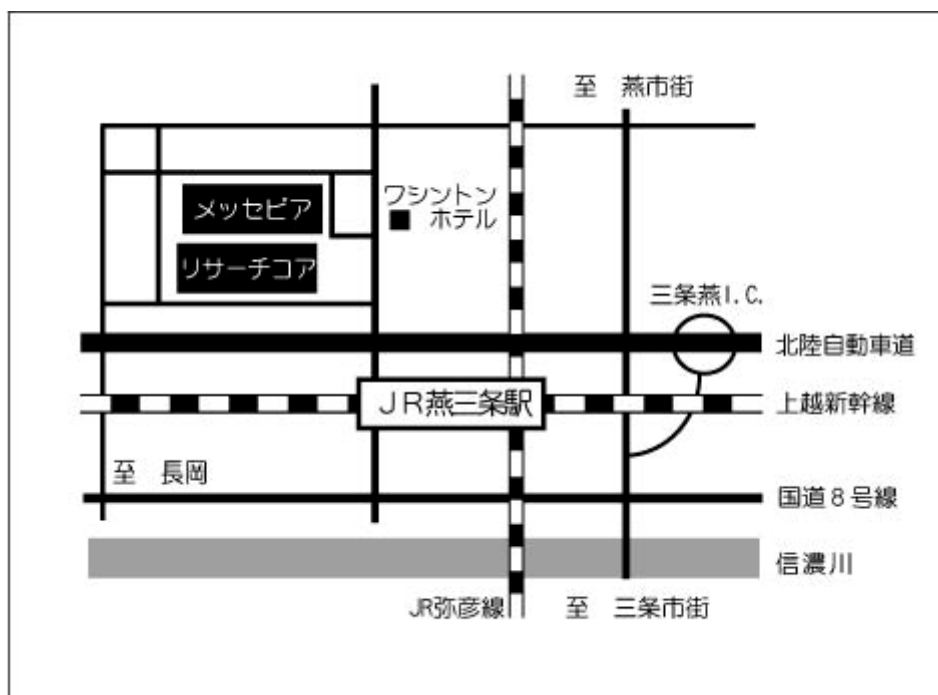 至 燕市街
ワシントン
ホテル
メッセピア
リサーチコア
三条燕I.C.
北陸自動車道
JR燕三条駅
上越新幹線
至 長岡
国道8号線
信濃川
JR弥彦線
至 三条市街